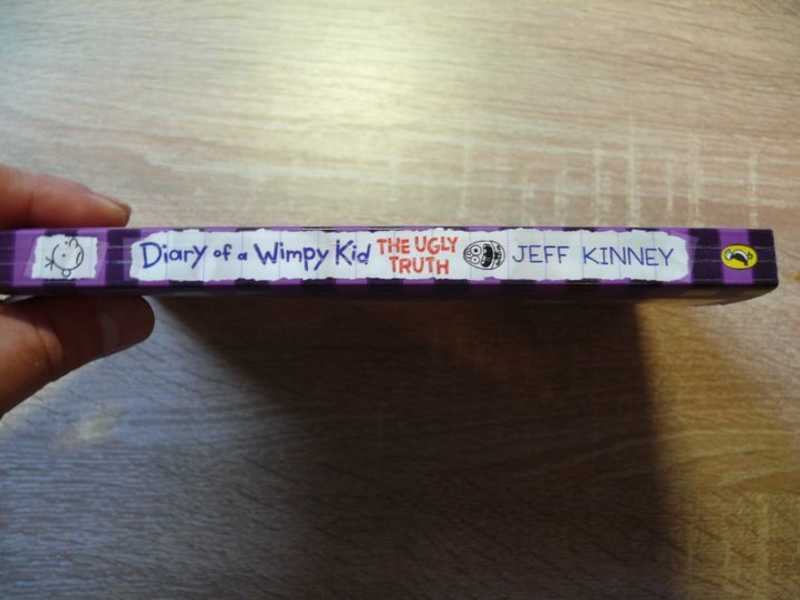 Diary of a Wimpy Kid
THE UGLY
TRUTH
JEFF KINNEY